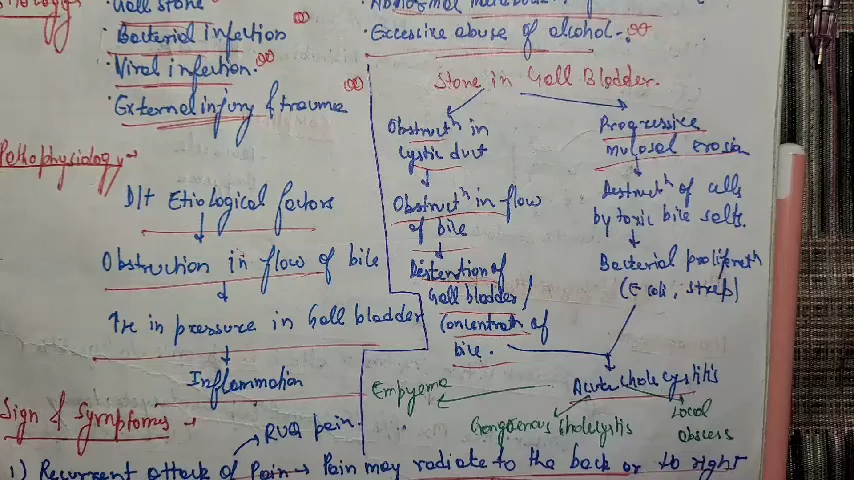 Gall stone
· Bacterial infection
· Viral infection.
· External injury & trauma
· Excessive abuse of alcohol.
Pathophysiology →
D/t Etiological factors
↓
Obstruction in flow of bile
↓
↑re in pressure in Gall bladder
↓
Inflammation
Stone in Gall Bladder.
Obstructⁿ in
cystic duct
↓
Obstructⁿ in flow
of bile
↓
Distention of
Gall bladder /
Concentratⁿ of
bile.
Progressive
mucosal erosion
↓
Destructⁿ of cells
by toxic bile salts.
↓
Bacterial proliferatⁿ
(E coli, strep)
Acute cholecystitis
Empyema
Local
abscess
Sign & Symptomes →
RUQ pain.
1) Recurrent attack of Pain → Pain may radiate to the back or to right